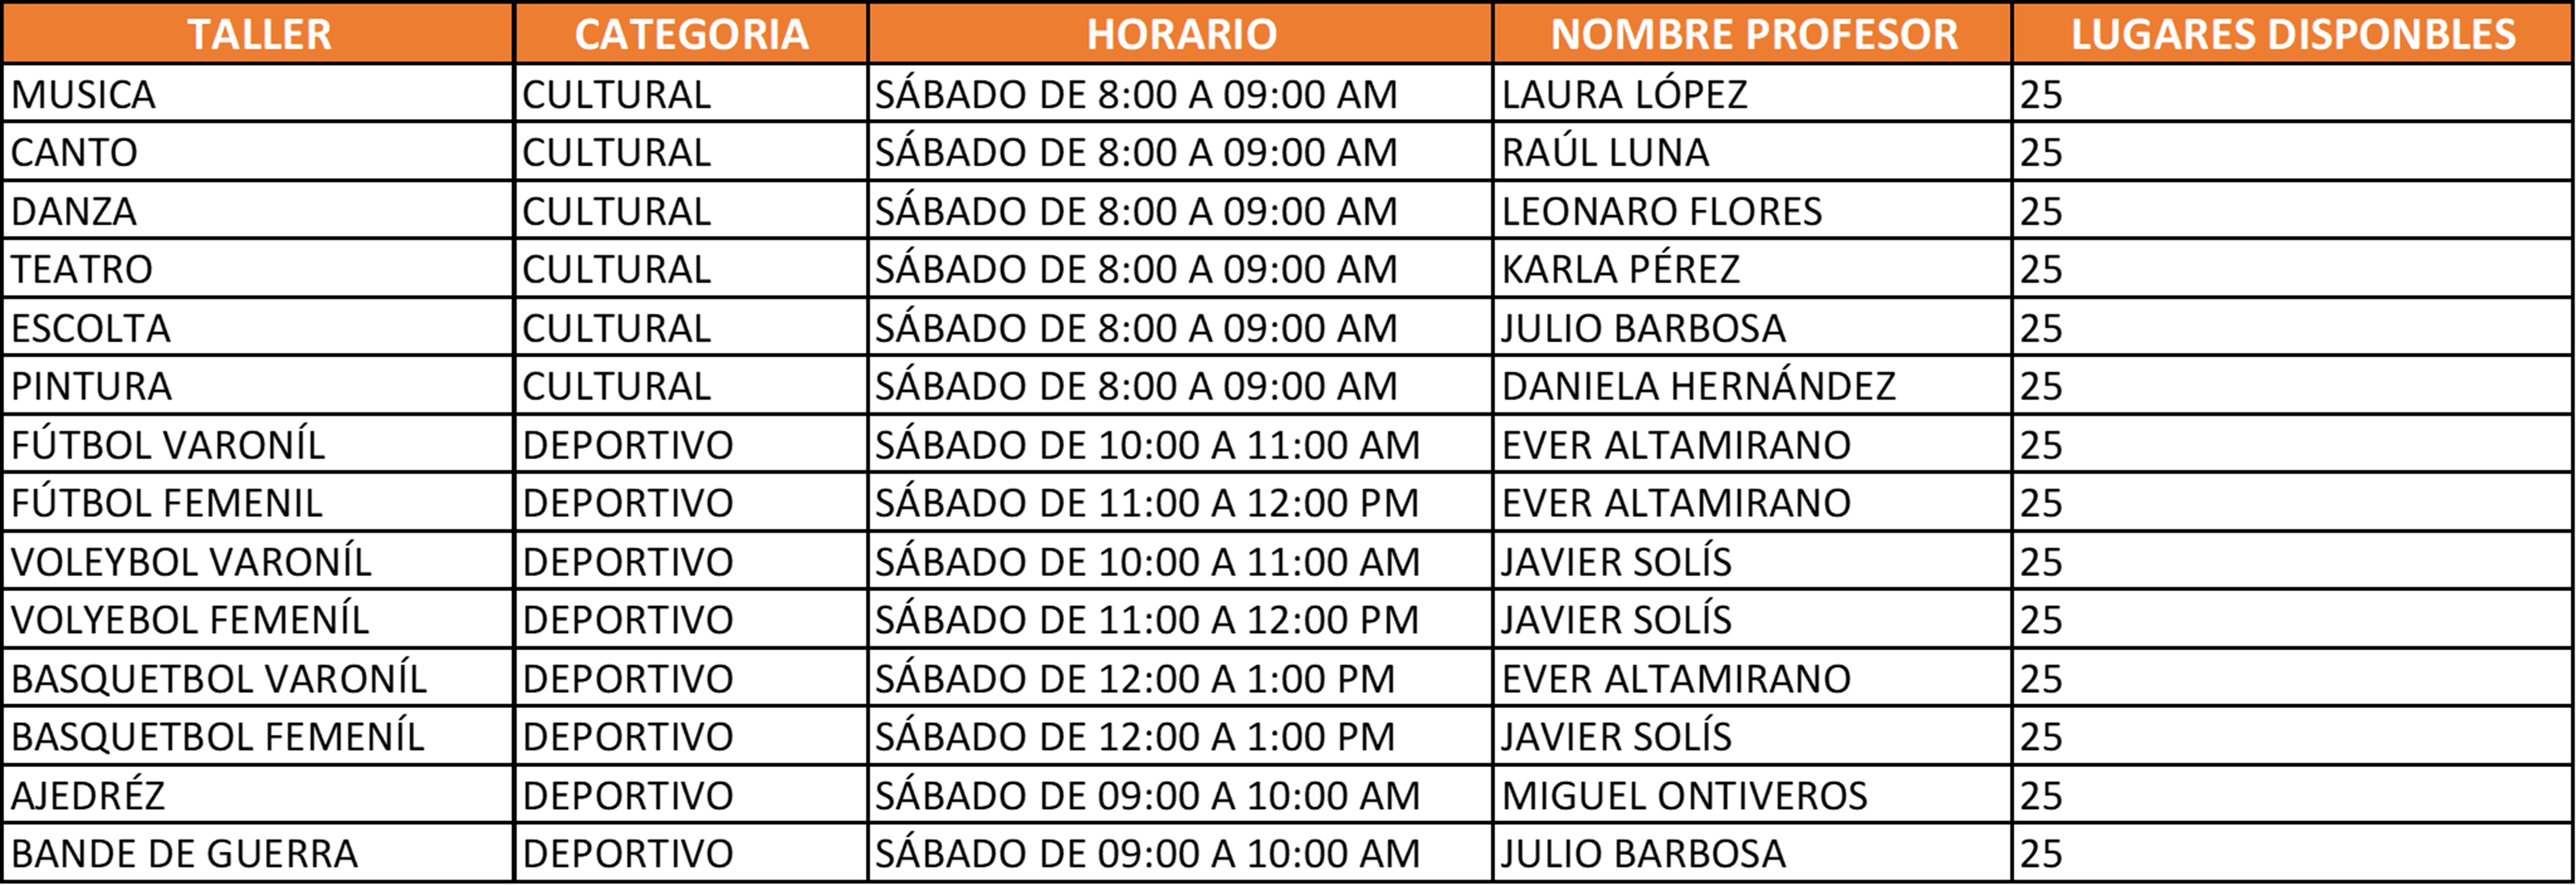 TALLER CATEGORIA HORARIO NOMBRE PROFESOR LUGARES DISPONBLES
MUSICA CULTURAL SÁBADO DE 8:00 A 09:00 AM LAURA LÓPEZ 25
CANTO CULTURAL SÁBADO DE 8:00 A 09:00 AM RAÚL LUNA 25
DANZA CULTURAL SÁBADO DE 8:00 A 09:00 AM LEONARO FLORES 25
TEATRO CULTURAL SÁBADO DE 8:00 A 09:00 AM KARLA PÉREZ 25
ESCOLTA CULTURAL SÁBADO DE 8:00 A 09:00 AM JULIO BARBOSA 25
PINTURA CULTURAL SÁBADO DE 8:00 A 09:00 AM DANIELA HERNÁNDEZ 25
FÚTBOL VARONÍL DEPORTIVO SÁBADO DE 10:00 A 11:00 AM EVER ALTAMIRANO 25
FÚTBOL FEMENIL DEPORTIVO SÁBADO DE 11:00 A 12:00 PM EVER ALTAMIRANO 25
VOLEYBOL VARONÍL DEPORTIVO SÁBADO DE 10:00 A 11:00 AM JAVIER SOLÍS 25
VOLYEBOL FEMENÍL DEPORTIVO SÁBADO DE 11:00 A 12:00 PM JAVIER SOLÍS 25
BASQUETBOL VARONÍL DEPORTIVO SÁBADO DE 12:00 A 1:00 PM EVER ALTAMIRANO 25
BASQUETBOL FEMENÍL DEPORTIVO SÁBADO DE 12:00 A 1:00 PM JAVIER SOLÍS 25
AJEDRÉZ DEPORTIVO SÁBADO DE 09:00 A 10:00 AM MIGUEL ONTIVEROS 25
BANDE DE GUERRA DEPORTIVO SÁBADO DE 09:00 A 10:00 AM JULIO BARBOSA 25